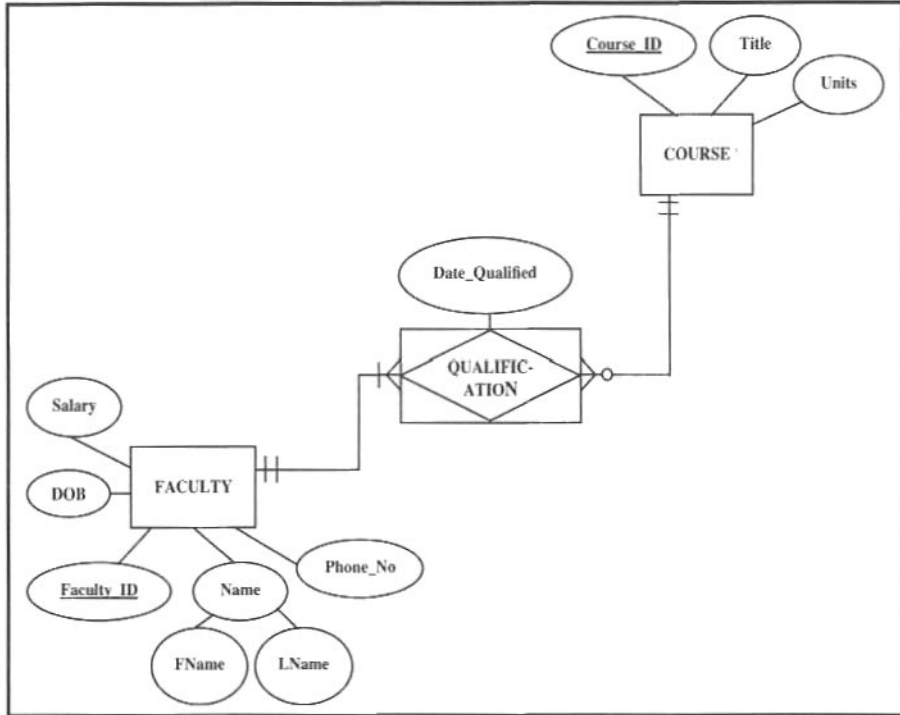 Course_ID
Title
Units
COURSE
Date_Qualified
QUALIFIC-
ATION
Salary
DOB
FACULTY
Faculty_ID
Name
Phone_No
FName
LName